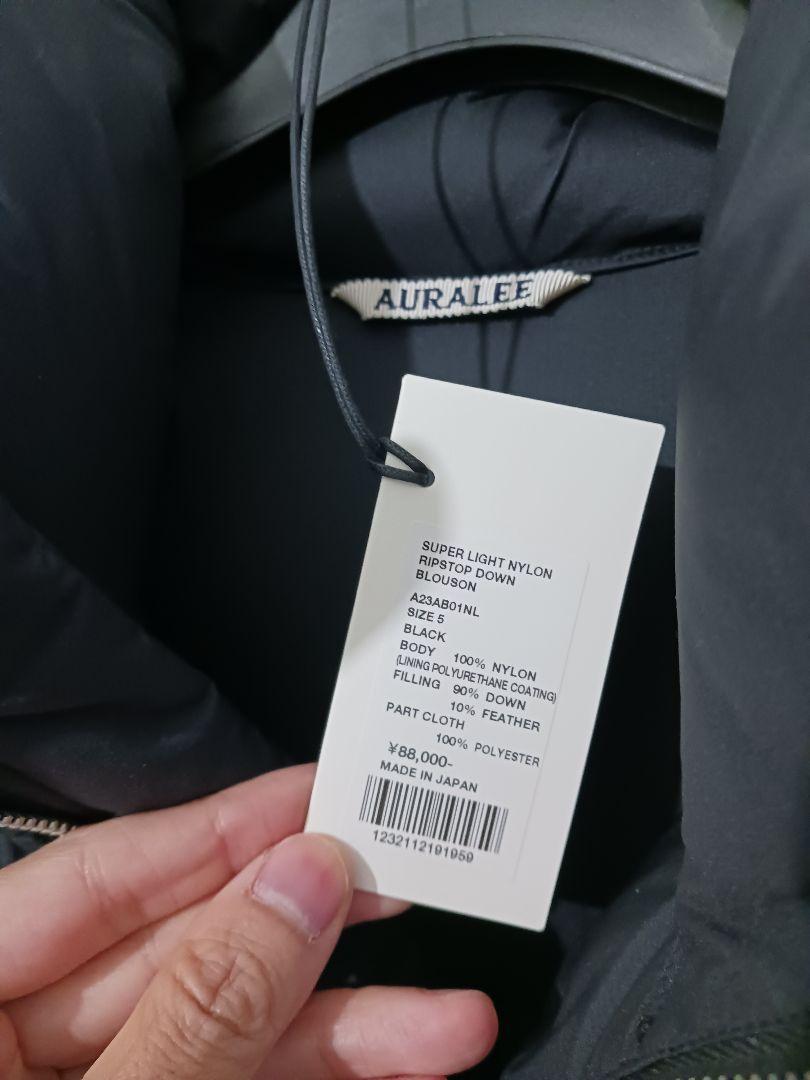 AURALEE
SUPER LIGHT NYLON
RIPSTOP DOWN
BLOUSON
A23AB01NL
SIZE 5
BLACK
BODY 100% NYLON
(LINING POLYURETHANE COATING)
FILLING 90% DOWN
10% FEATHER
PART CLOTH
100% POLYESTER
¥88,000-
MADE IN JAPAN
1232112191959